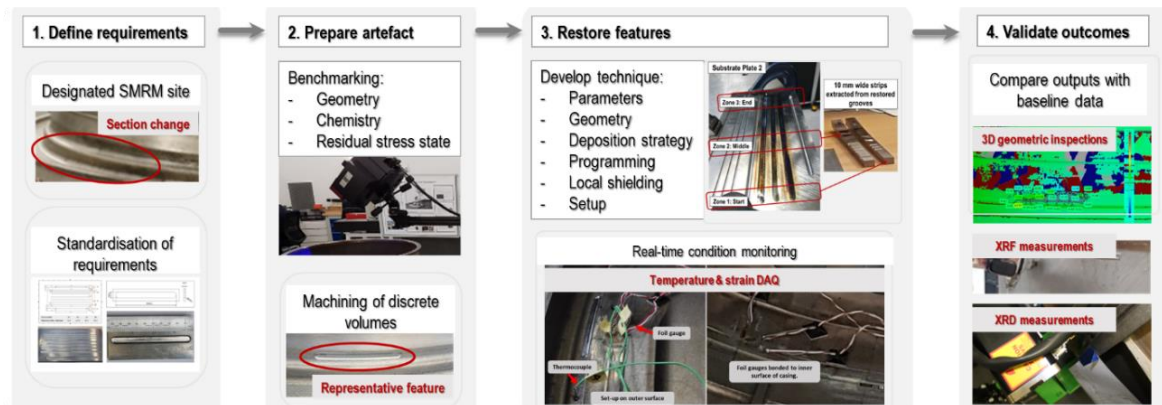 1. Define requirements
Designated SMRM site
Section change
Standardisation of
requirements
2. Prepare artefact
Benchmarking:
- Geometry
- Chemistry
- Residual stress state
Machining of discrete
volumes
Representative feature
3. Restore features
Develop technique:
- Parameters
- Geometry
- Deposition strategy
- Programming
- Local shielding
- Setup
Substrate Plate 2
Zone 3: End
Zone 2: Middle
Zone 1: Start
10 mm wide strips
extracted from restored
grooves
Real-time condition monitoring
Temperature & strain DAQ
Foil gauge
Thermocouple
Set-up on outer surface
Foil gauges bonded to inner
surface of casing.
4. Validate outcomes
Compare outputs with
baseline data
3D geometric inspections
XRF measurements
XRD measurements